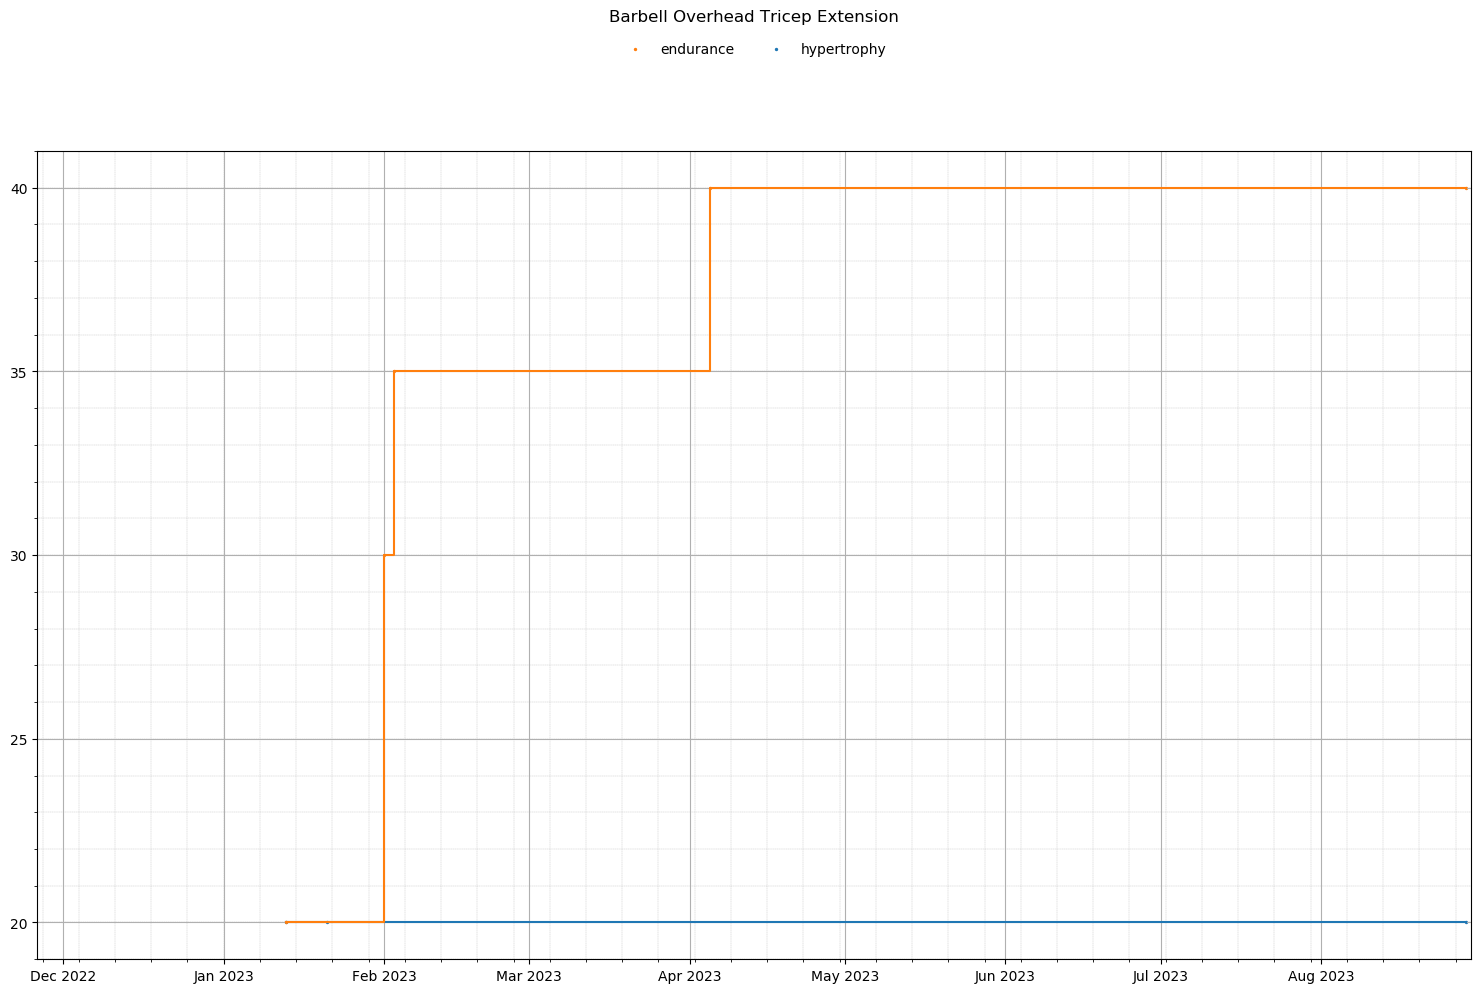 Barbell Overhead Tricep Extension
endurance hypertrophy
40
35
30
25
20
Dec 2022 Jan 2023 Feb 2023 Mar 2023 Apr 2023 May 2023 Jun 2023 Jul 2023 Aug 2023